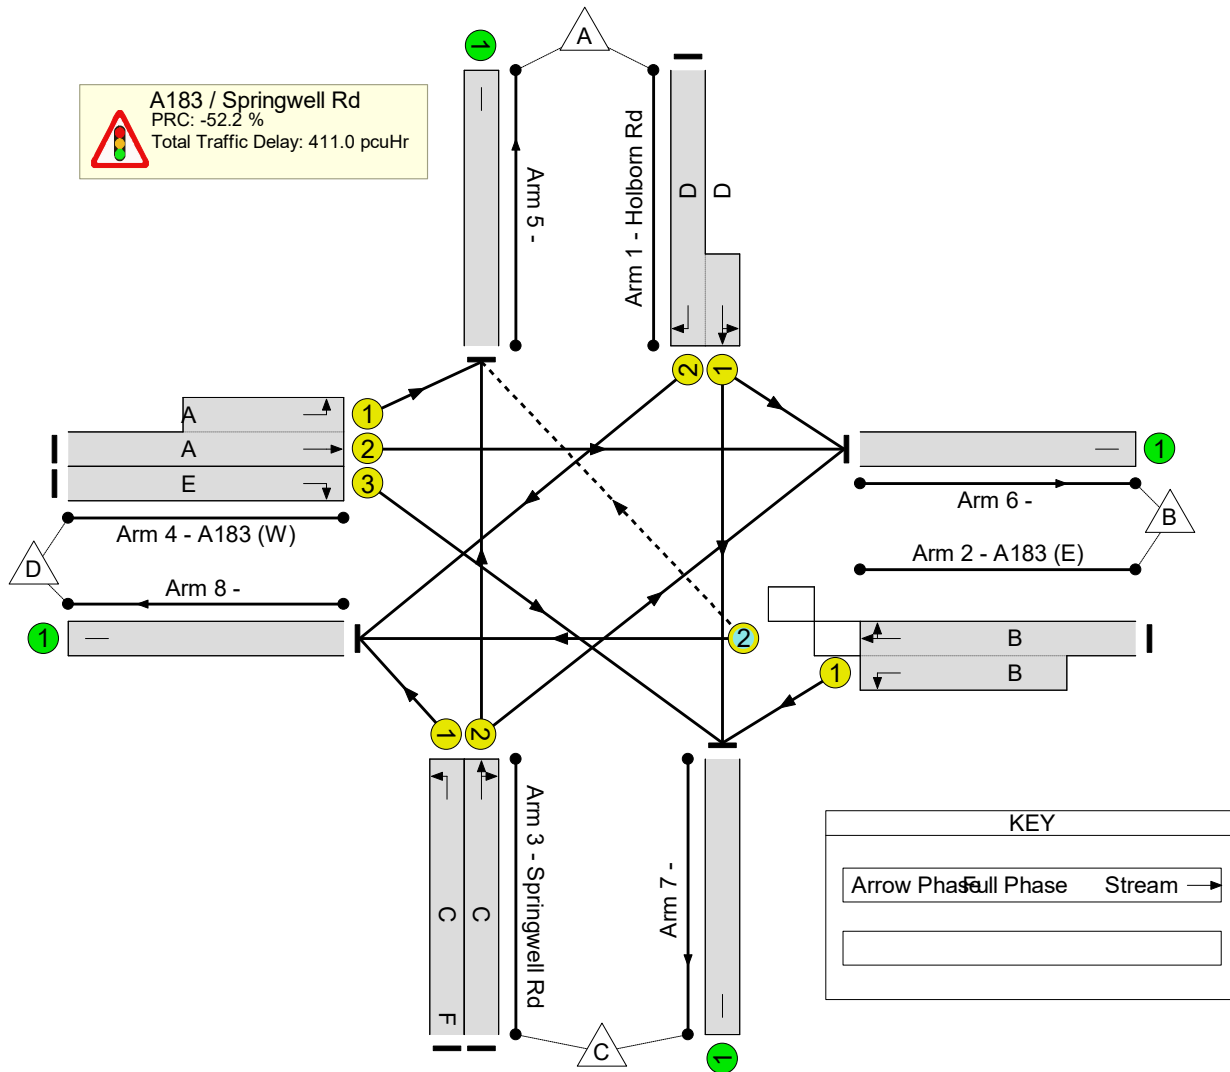 A
1
A183 / Springwell Rd
PRC: -52.2 %
Total Traffic Delay: 411.0 pcuHr
Arm 5 -
Arm 1 - Holborn Rd
D
D
2
1
A
1
A
2
E
3
Arm 4 - A183 (W)
D
Arm 8 -
1
1
Arm 6 -
B
Arm 2 - A183 (E)
2
B
1
B
1
2
C
C
F
Arm 3 - Springwell Rd
Arm 7 -
C
1
KEY
Arrow Phase Full Phase Stream